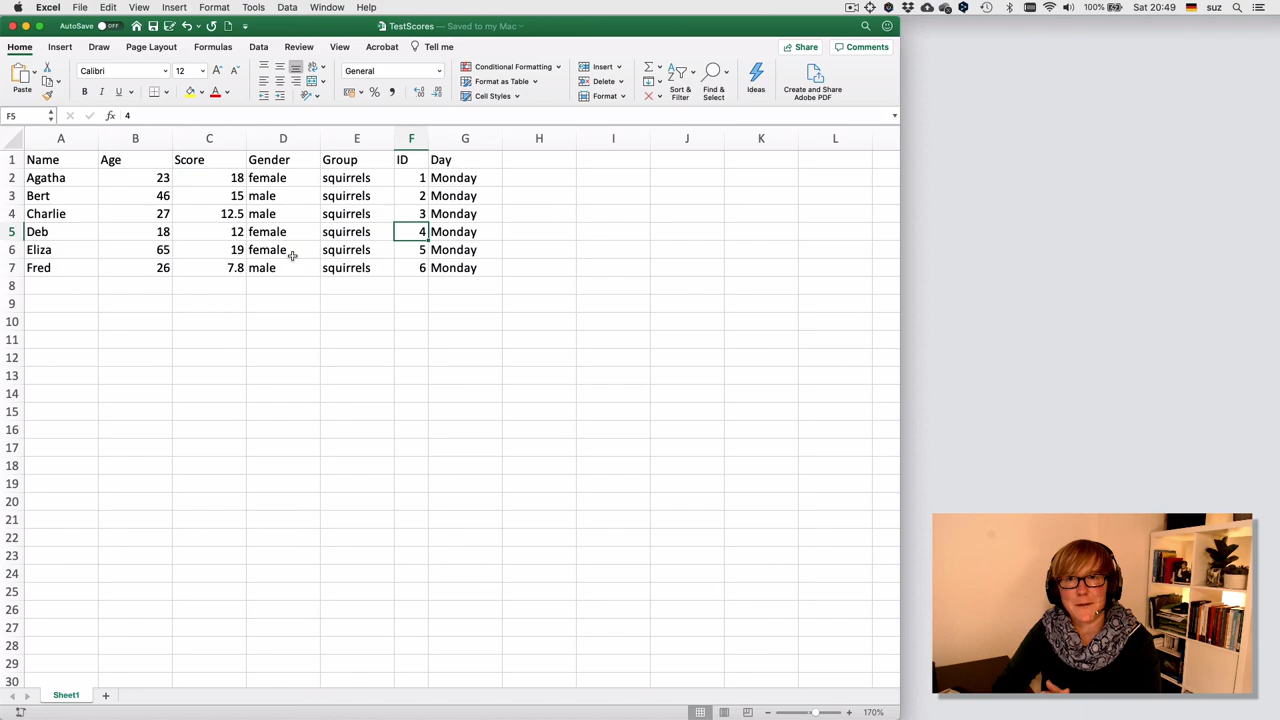 Excel File Edit View Insert Format Tools Data Window Help 100% Sat 20:49 suz
AutoSave OFF TestScores — Saved to my Mac
Home Insert Draw Page Layout Formulas Data Review View Acrobat Tell me Share Comments
Paste Calibri 12 A A General Conditional Formatting Insert
B I U A % Format as Table Delete Sort & Filter Find & Select Ideas Create and Share Adobe PDF
Cell Styles Format
F5 fx 4
A B C D E F G H I J K L
1 Name Age Score Gender Group ID Day
2 Agatha 23 18 female squirrels 1 Monday
3 Bert 46 15 male squirrels 2 Monday
4 Charlie 27 12.5 male squirrels 3 Monday
5 Deb 18 12 female squirrels 4 Monday
6 Eliza 65 19 female squirrels 5 Monday
7 Fred 26 7.8 male squirrels 6 Monday
8
9
10
11
12
13
14
15
16
17
18
19
20
21
22
23
24
25
26
27
28
29
30
Sheet1 +
170%